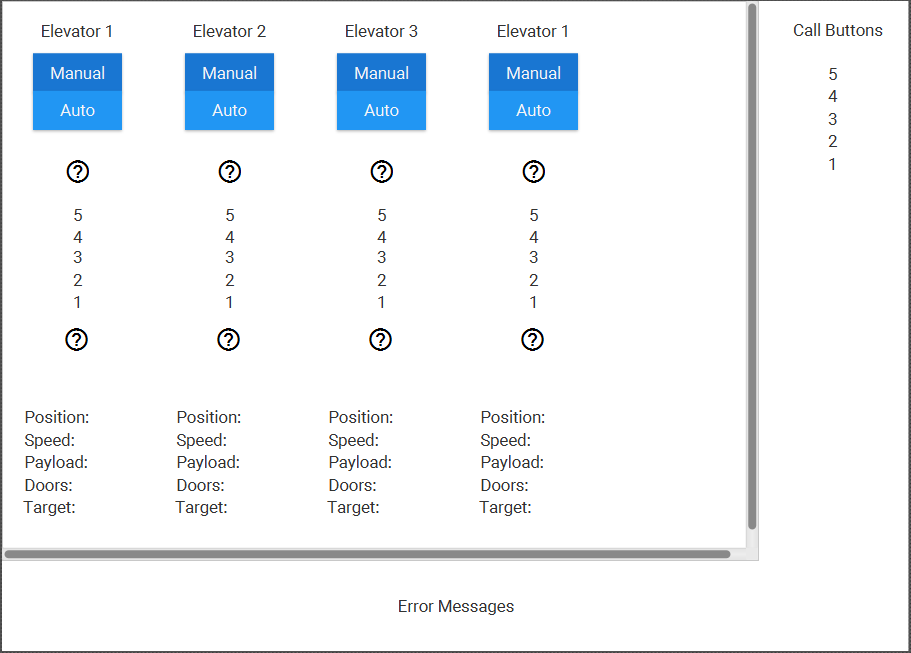 Elevator 1 Elevator 2 Elevator 3 Elevator 1 Call Buttons
Manual Manual Manual Manual
Auto Auto Auto Auto
? ? ? ?
5 5 5 5
4 4 4 4
3 3 3 3
2 2 2 2
1 1 1 1
? ? ? ?
Position: Position: Position: Position:
Speed: Speed: Speed: Speed:
Payload: Payload: Payload: Payload:
Doors: Doors: Doors: Doors:
Target: Target: Target: Target:
5
4
3
2
1
Error Messages